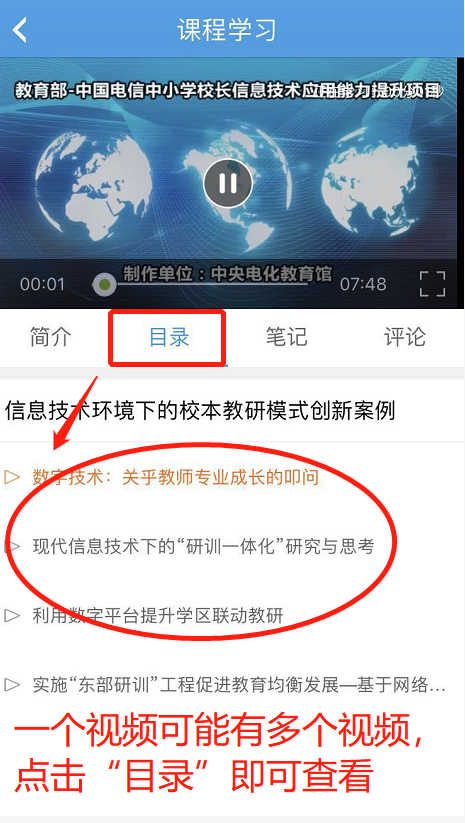 课程学习
教育部-中国电信中小学校长信息技术应用能力提升项目
制作单位：中央电化教育馆
00:01
07:48
简介
目录
笔记
评论
信息技术环境下的校本教研模式创新案例
数字技术：关乎教师专业成长的叩问
现代信息技术下的“研训一体化”研究与思考
利用数字平台提升学区联动教研
实施“东部研训”工程促进教育均衡发展—基于网络...
一个视频可能有多个视频，
点击“目录”即可查看